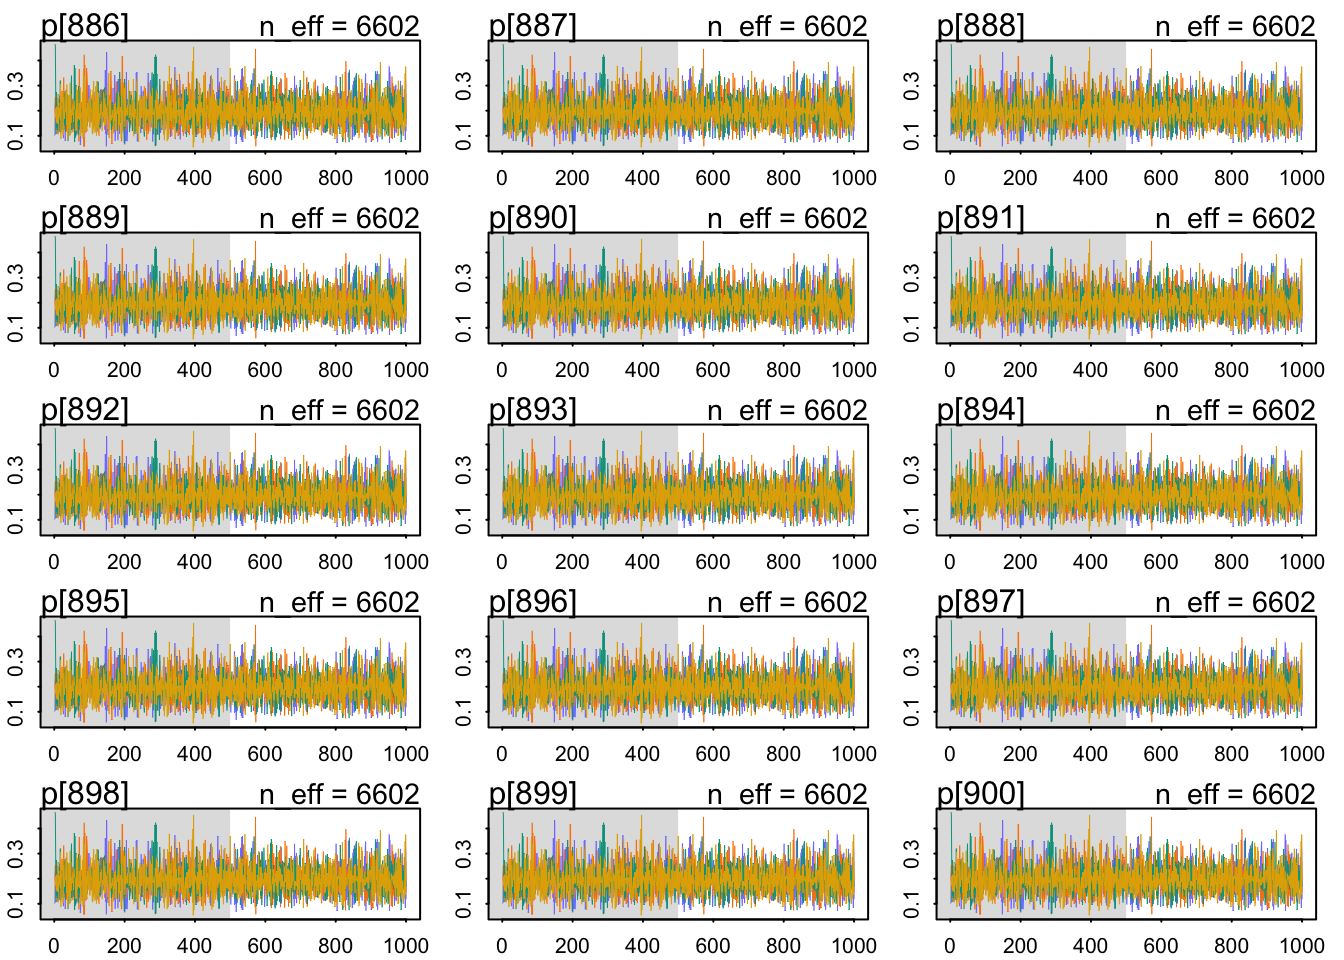 p[886] n_eff = 6602 p[887] n_eff = 6602 p[888] n_eff = 6602
0.1 0.3 0.1 0.3 0.1 0.3
0 200 400 600 800 1000 0 200 400 600 800 1000 0 200 400 600 800 1000
p[889] n_eff = 6602 p[890] n_eff = 6602 p[891] n_eff = 6602
0.1 0.3 0.1 0.3 0.1 0.3
0 200 400 600 800 1000 0 200 400 600 800 1000 0 200 400 600 800 1000
p[892] n_eff = 6602 p[893] n_eff = 6602 p[894] n_eff = 6602
0.1 0.3 0.1 0.3 0.1 0.3
0 200 400 600 800 1000 0 200 400 600 800 1000 0 200 400 600 800 1000
p[895] n_eff = 6602 p[896] n_eff = 6602 p[897] n_eff = 6602
0.1 0.3 0.1 0.3 0.1 0.3
0 200 400 600 800 1000 0 200 400 600 800 1000 0 200 400 600 800 1000
p[898] n_eff = 6602 p[899] n_eff = 6602 p[900] n_eff = 6602
0.1 0.3 0.1 0.3 0.1 0.3
0 200 400 600 800 1000 0 200 400 600 800 1000 0 200 400 600 800 1000